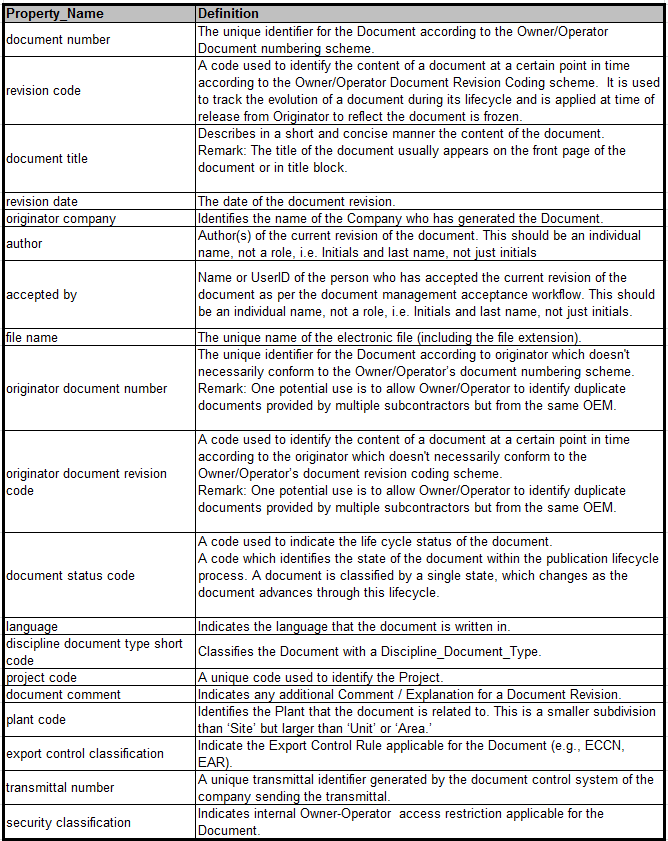 Property_Name Definition
document number The unique identifier for the Document according to the Owner/Operator
Document numbering scheme.
revision code A code used to identify the content of a document at a certain point in time
according to the Owner/Operator Document Revision Coding scheme.  It is used
to track the evolution of a document during its lifecycle and is applied at time of
release from Originator to reflect the document is frozen.
document title Describes in a short and concise manner the content of the document.
Remark: The title of the document usually appears on the front page of the
document or in title block.
revision date The date of the document revision.
originator company Identifies the name of the Company who has generated the Document.
author Author(s) of the current revision of the document. This should be an individual
name, not a role, i.e. Initials and last name, not just initials
accepted by Name or UserID of the person who has accepted the current revision of the
document as per the document management acceptance workflow. This should
be an individual name, not a role, i.e. Initials and last name, not just initials.
file name The unique name of the electronic file (including the file extension).
originator document number The unique identifier for the Document according to originator which doesn't
necessarily conform to the Owner/Operator's document numbering scheme.
Remark: One potential use is to allow Owner/Operator to identify duplicate
documents provided by multiple subcontractors but from the same OEM.
originator document revision
code
A code used to identify the content of a document at a certain point in time
according to the originator which doesn't necessarily conform to the
Owner/Operator's document revision coding scheme.
Remark: One potential use is to allow Owner/Operator to identify duplicate
documents provided by multiple subcontractors but from the same OEM.
document status code A code used to indicate the life cycle status of the document.
A code which identifies the state of the document within the publication lifecycle
process. A document is classified by a single state, which changes as the
document advances through this lifecycle.
language Indicates the language that the document is written in.
discipline document type short
code
Classifies the Document with a Discipline_Document_Type.
project code A unique code used to identify the Project.
document comment Indicates any additional Comment / Explanation for a Document Revision.
plant code Identifies the Plant that the document is related to. This is a smaller subdivision
than ‘Site’ but larger than ‘Unit’ or ‘Area.’
export control classification Indicate the Export Control Rule applicable for the Document (e.g., ECCN,
EAR).
transmittal number A unique transmittal identifier generated by the document control system of the
company sending the transmittal.
security classification Indicates internal Owner-Operator  access restriction applicable for the
Document.